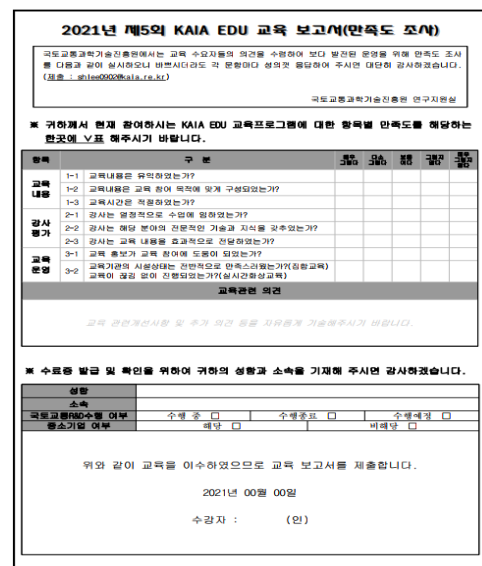 2021년 제5회 KAIA EDU 교육 보고서(만족도 조사)
국토교통과학기술진흥원에서는 교육 수요자들의 의견을 수렴하여 보다 발전된 운영을 위해 만족도 조사
를 다음과 같이 실시하오니 바쁘시더라도 각 문항마다 성의껏 응답하여 주시면 대단히 감사하겠습니다.
(제출 : shlee0902@kaia.re.kr)
국토교통과학기술진흥원 연구지원실
※ 귀하께서 현재 참여하시는 KAIA EDU 교육프로그램에 대한 항목별 만족도를 해당하는
한곳에 V표 해주시기 바랍니다.
항목 구 분 매우 그렇다 다소 그렇다 보통 이다 그렇지 않다 매우 그렇지 않다
교육 내용
1-1 교육내용은 유익하였는가?
1-2 교육내용은 교육 참여 목적에 맞게 구성되었는가?
1-3 교육시간은 적절하였는가?
강사 평가
2-1 강사는 열정적으로 수업에 임하였는가?
2-2 강사는 해당 분야의 전문적인 기술과 지식을 갖추었는가?
2-3 강사는 교육 내용을 효과적으로 전달하였는가?
교육 운영
3-1 교육 홍보가 교육 참여에 도움이 되었는가?
3-2 교육기관의 시설상태는 전반적으로 만족스러웠는가?(집합교육)
교육이 끊김 없이 진행되었는가?(실시간화상교육)
교육관련 의견
교육 관련개선사항 및 추가 의견 등을 자유롭게 기술해주시기 바랍니다.
※ 수료증 발급 및 확인을 위하여 귀하의 성함과 소속을 기재해 주시면 감사하겠습니다.
성함
소속
국토교통R&D수행 여부 수행 중 □ 수행종료 □ 수행예정 □
중소기업 여부 해당 □ 비해당 □
위와 같이 교육을 이수하였으므로 교육 보고서를 제출합니다.
2021년 00월 00일
수강자 : (인)